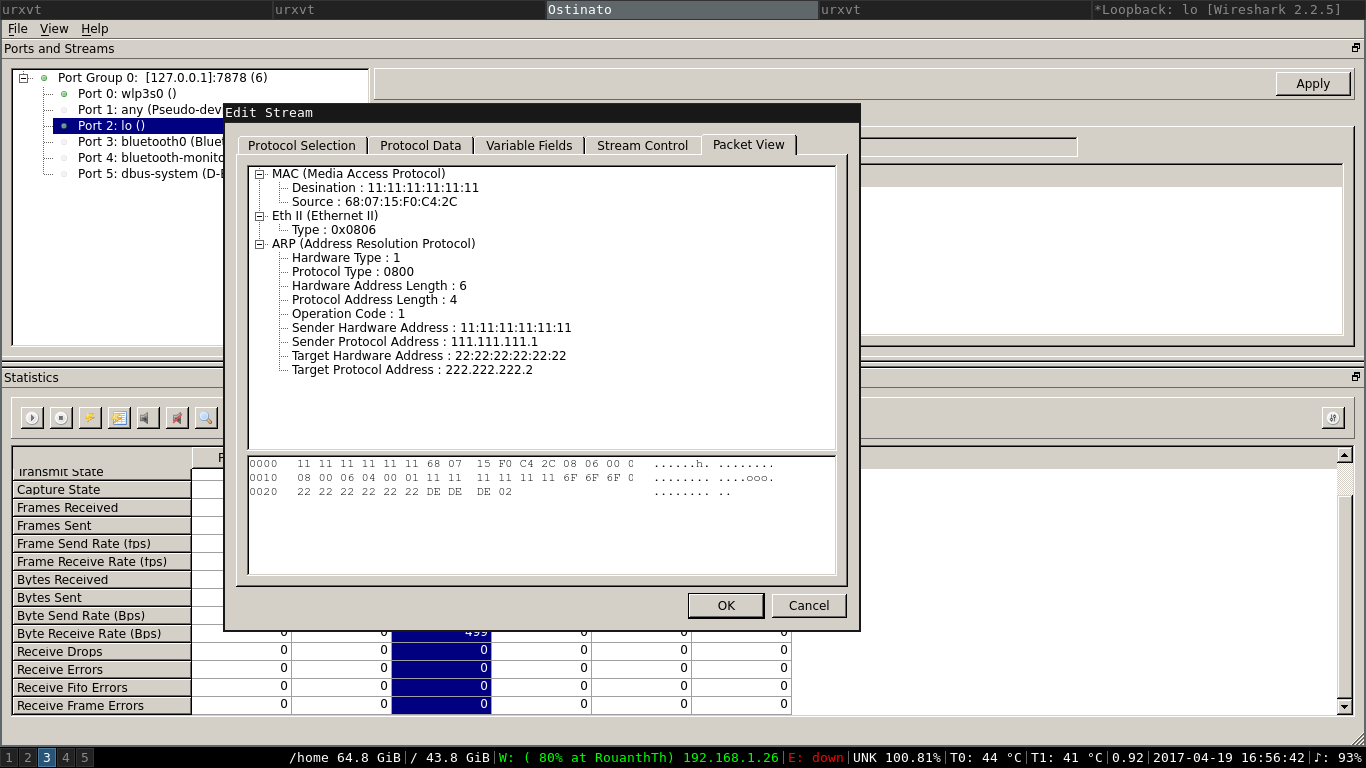 urxvt urxvt Ostinato urxvt *Loopback: lo [Wireshark 2.2.5]
File View Help
Ports and Streams
Port Group 0: [127.0.0.1]:7878 (6)
Port 0: wlp3s0 ()
Port 1: any (Pseudo-dev
Port 2: lo ()
Port 3: bluetooth0 (Bluet
Port 4: bluetooth-monito
Port 5: dbus-system (D-B
Apply
Edit Stream
Protocol Selection Protocol Data Variable Fields Stream Control Packet View
MAC (Media Access Protocol)
Desination : 11:11:11:11:11:11
Source : 68:07:15:F0:C4:2C
Eth II (Ethernet II)
Type : 0x0806
ARP (Address Resolution Protocol)
Hardware Type : 1
Protocol Type : 0800
Hardware Address Length : 6
Protocol Address Length : 4
Operation Code : 1
Sender Hardware Address : 11:11:11:11:11:11
Sender Protocol Address : 111.111.111.1
Target Hardware Address : 22:22:22:22:22:22
Target Protocol Address : 222.222.222.2
0000 11 11 11 11 11 11 68 07 15 F0 C4 2C 08 06 00 0 ......h. ........
0010 08 00 06 04 00 01 11 11 11 11 11 11 6F 6F 6F 0 ........ ....ooo.
0020 22 22 22 22 22 22 DE DE DE 02 ........ ..
OK Cancel
Statistics
Transmit State
Capture State
Frames Received
Frames Sent
Frame Send Rate (fps)
Frame Receive Rate (fps)
Bytes Received
Bytes Sent
Byte Send Rate (Bps)
Byte Receive Rate (Bps) 0 0 499 0 0 0
Receive Drops 0 0 0 0 0 0
Receive Errors 0 0 0 0 0 0
Receive Fifo Errors 0 0 0 0 0 0
Receive Frame Errors 0 0 0 0 0 0
1 2 3 4 5 /home 64.8 GiB|/ 43.8 GiB|W: ( 80% at RouanthTh) 192.168.1.26|E: down|UNK 100.81%|T0: 44 °C|T1: 41 °C|0.92|2017-04-19 16:56:42|♪: 93%